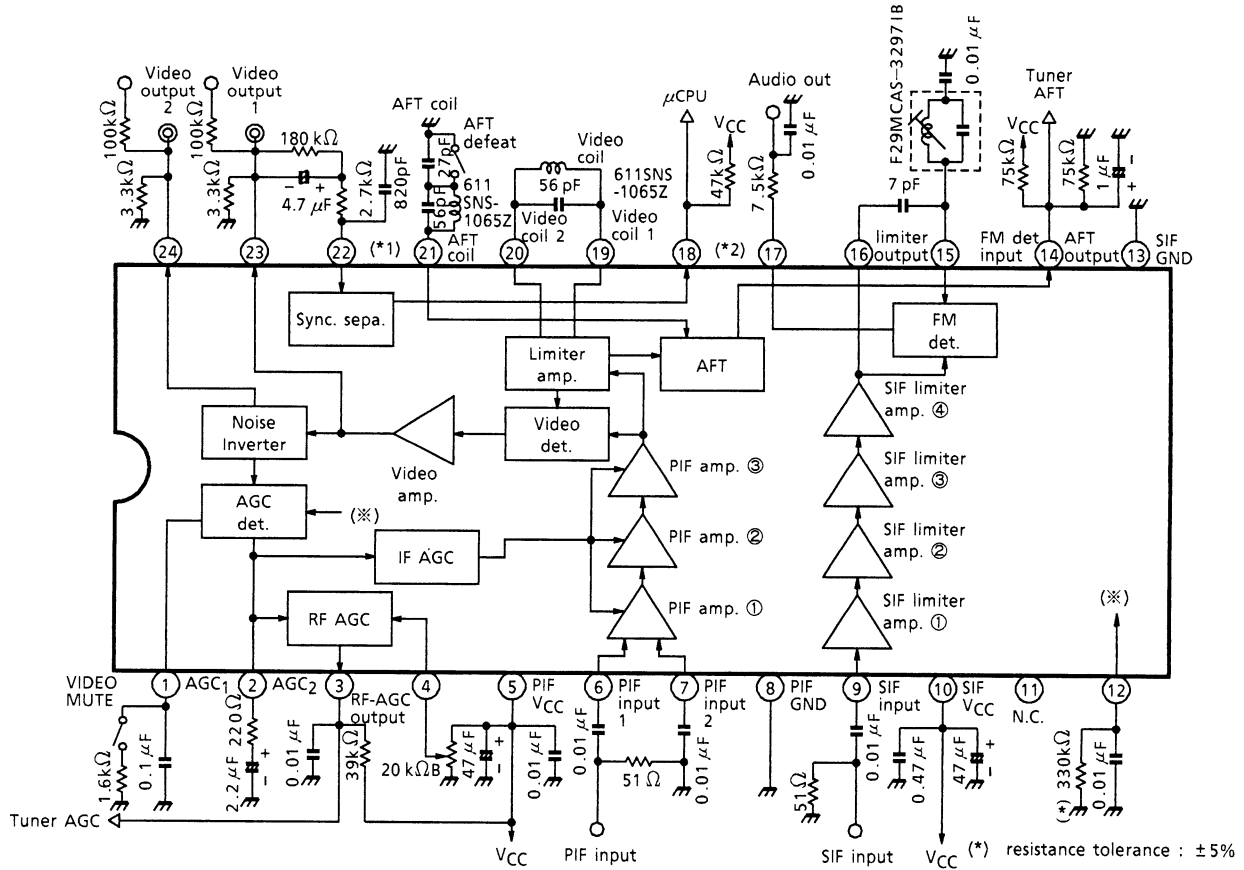 Video
output
2
Video
output
1
100kΩ
100kΩ
180 kΩ
3.3kΩ
3.3kΩ
4.7 μF
2.7kΩ
820pF
AFT coil
AFT
defeat
27pF
56pF
611
SNS-
1065Z
Video
coil
56 pF
611SNS
-1065Z
Video
coil 2
Video
coil 1
μCPU
VCC
47kΩ
Audio out
0.01 μF
7.5kΩ
F29MCAS-3297IB
0.01 μF
7 pF
Tuner
AFT
VCC
75kΩ
75kΩ
1 μF
24
23
22
(*1)
21
AFT
coil
20
19
18
(*2)
17
16
limiter
output
15
FM det
input
14
AFT
output
13
SIF
GND
Sync. sepa.
Limiter
amp.
AFT
FM
det.
Noise
Inverter
Video
amp.
Video
det.
AGC
det.
(※)
IF AGC
RF AGC
PIF amp. ③
PIF amp. ②
PIF amp. ①
SIF limiter
amp. ④
SIF limiter
amp. ③
SIF limiter
amp. ②
SIF limiter
amp. ①
(※)
VIDEO
MUTE
1
AGC1
2
AGC2
3
RF-AGC
output
4
5
PIF
VCC
6
PIF
input
1
7
PIF
input
2
8
PIF
GND
9
SIF
input
10
SIF
VCC
11
N.C.
12
1.6kΩ
0.1 μF
220Ω
2.2 μF
0.01 μF
39kΩ
20 kΩB
47 μF
0.01 μF
0.01 μF
51 Ω
0.01 μF
51Ω
0.01 μF
0.47 μF
47 μF
(*) 330kΩ
0.01 μF
Tuner AGC
VCC
PIF input
SIF input
VCC
(*) resistance tolerance : ±5%